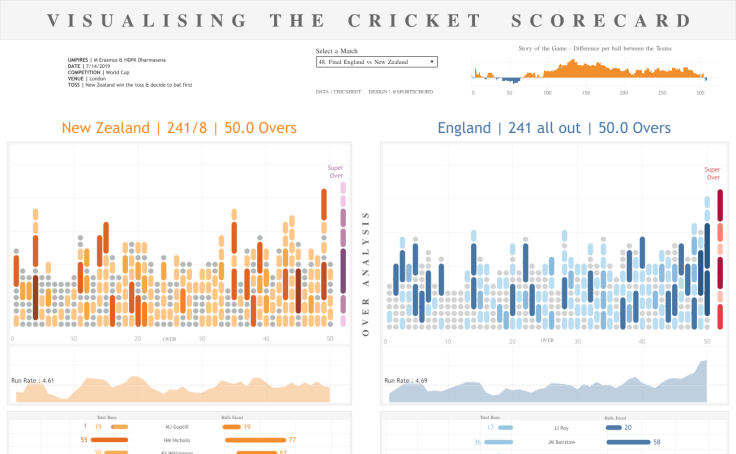 VISUALISING THE CRICKET SCORECARD
UMPIRES | M Erasmus & HDPK Dharmasena
DATE | 7/14/2019
COMPETITION | World Cup
VENUE | London
TOSS | New Zealand win the toss & decide to bat first
Select a Match
48. Final England vs New Zealand
DATA : CRICSHEET DESIGN : @SPORTSCHORD
Story of the Game - Difference per ball between the Teams
0 50 100 150 200 250 300
New Zealand | 241/8 | 50.0 Overs
England | 241 all out | 50.0 Overs
Super
Over
0 10 20 30 40 50
OVER
OVER ANALYSIS
Super
Over
0 10 20 30 40 50
OVER
Run Rate : 4.61
Run Rate : 4.69
Total Runs Balls Faced
1 19 MJ Guptill 19
55 HM Nicholls 77
30 KS Williamson
Total Runs Balls Faced
17 JJ Roy 20
36 JM Bairstow 58